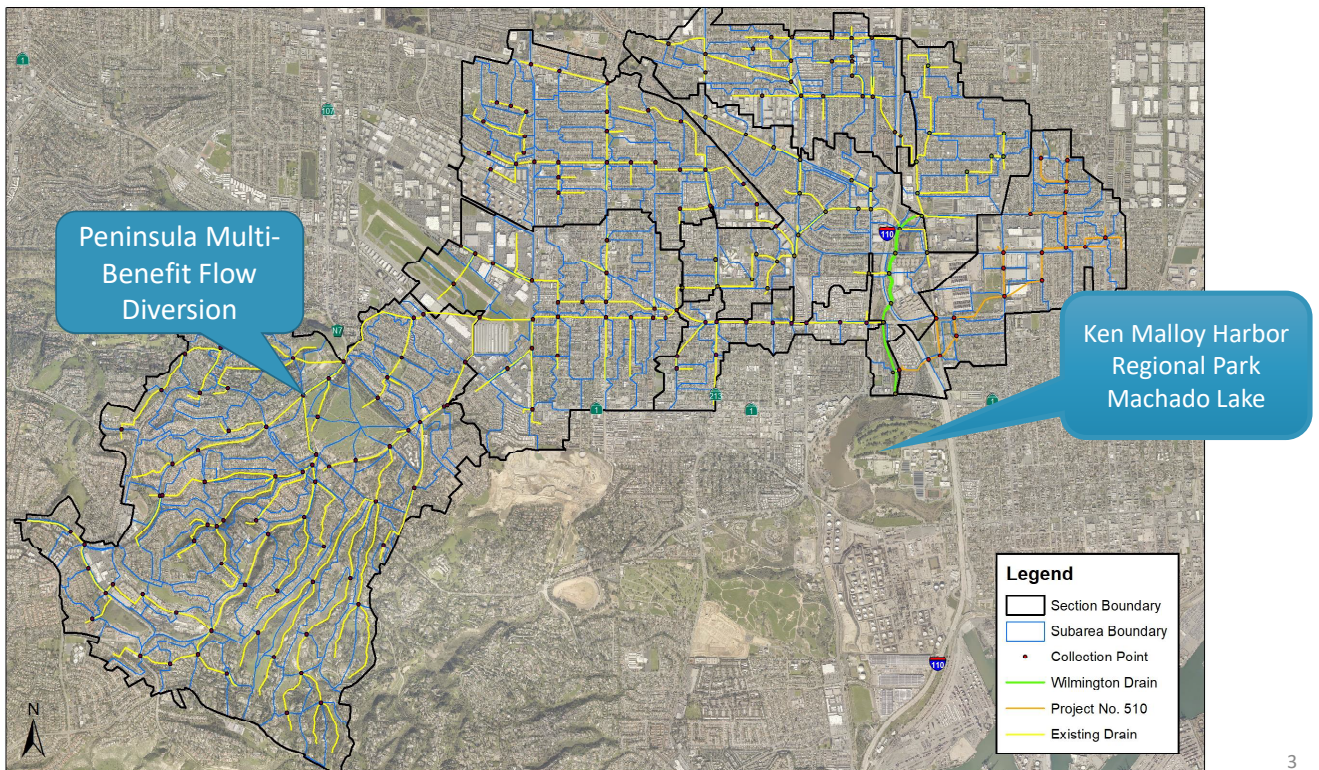 1
107
Peninsula Multi-
Benefit Flow
Diversion
N7
110
Ken Malloy Harbor
Regional Park
Machado Lake
213
1
1
1
110
Legend
Section Boundary
Subarea Boundary
Collection Point
Wilmington Drain
Project No. 510
Existing Drain
N
3